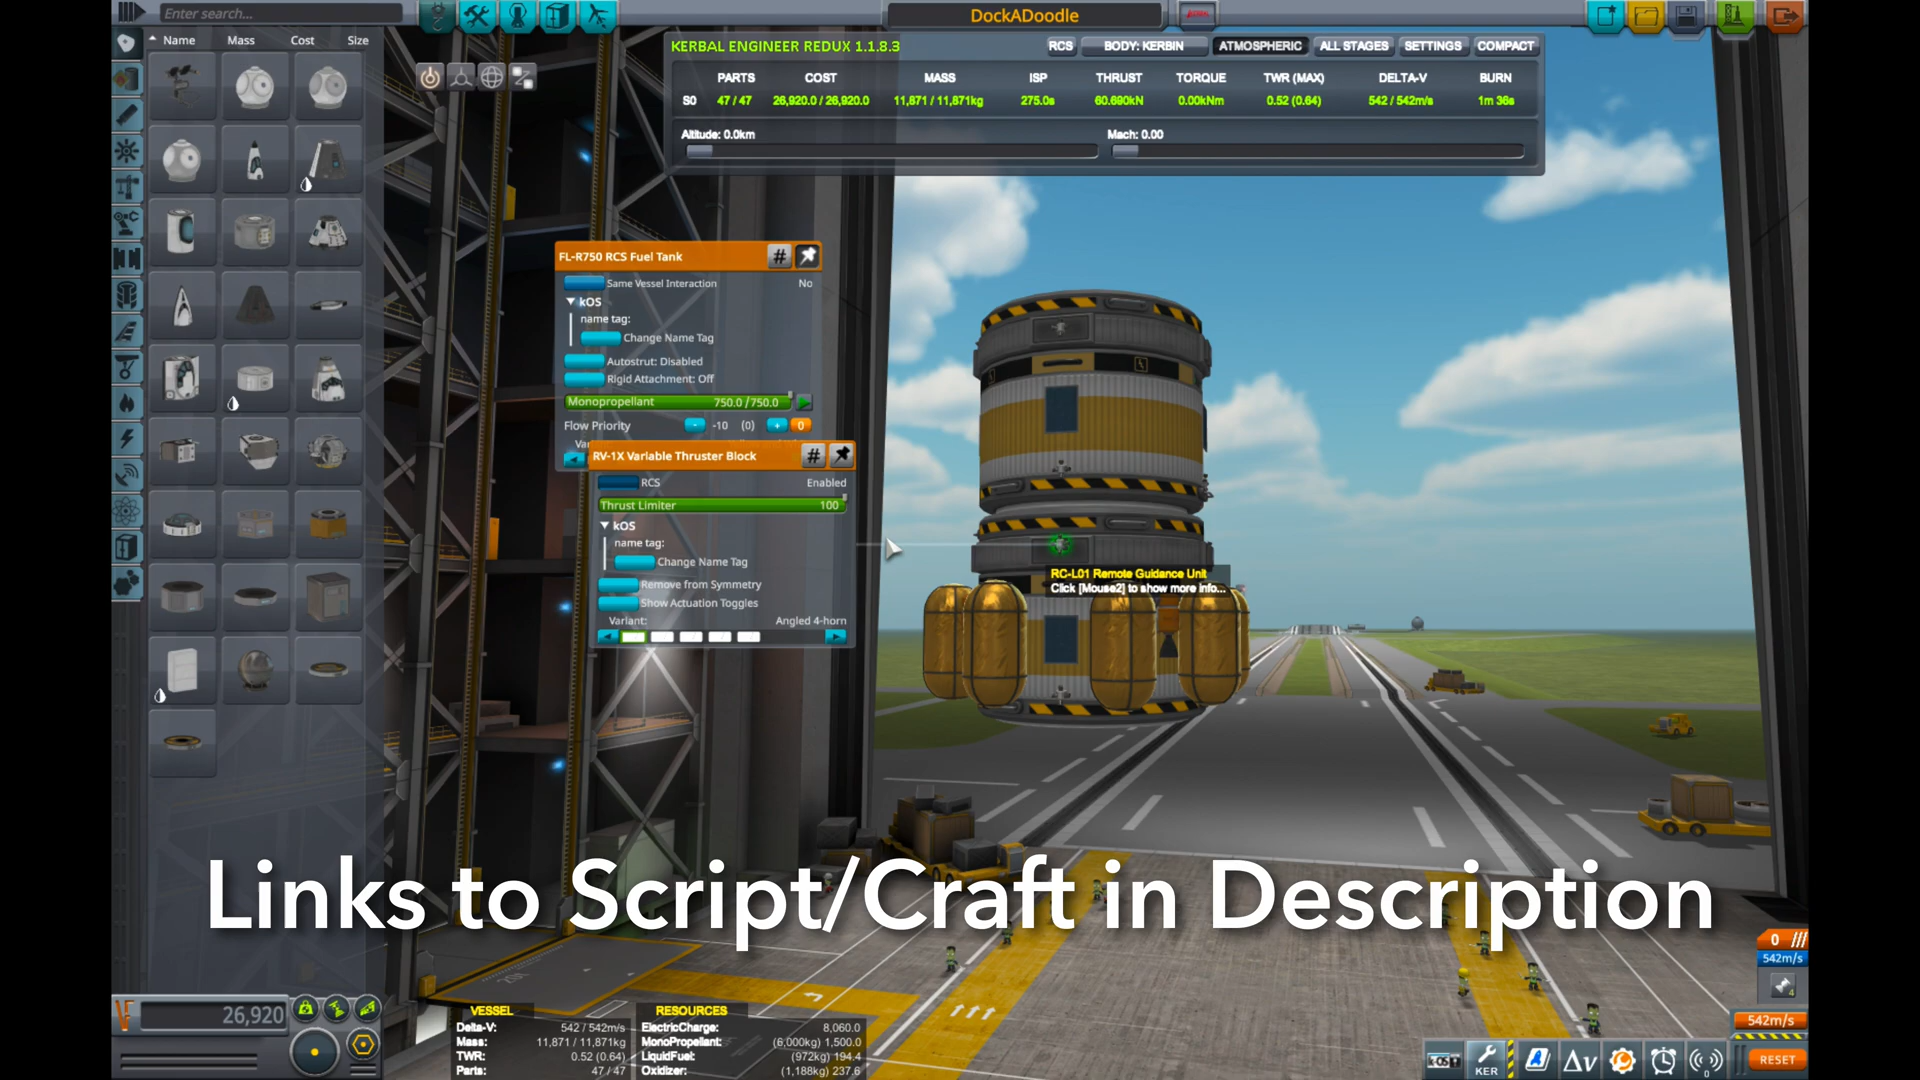 Enter search...
DockADoodle
Name Mass Cost Size
KERBAL ENGINEER REDUX 1.1.8.3 RCS BODY: KERBIN ATMOSPHERIC ALL STAGES SETTINGS COMPACT
PARTS COST MASS ISP THRUST TORQUE TWR (MAX) DELTA-V BURN
S0 47 / 47 26,920.0 / 26,920.0 11,871 / 11,871kg 275.0s 60.690kN 0.00kNm 0.52 (0.64) 542 / 542m/s 1m 36s
Altitude: 0.0km Mach: 0.00
FL-R750 RCS Fuel Tank #
Same Vessel Interaction No
kOS
name tag:
Change Name Tag
Autostrut: Disabled
Rigid Attachment: Off
Monopropellant 750.0 / 750.0
Flow Priority - -10 (0) + 0
RV-1X Variable Thruster Block #
RCS Enabled
Thrust Limiter 100
kOS
name tag:
Change Name Tag
Remove from Symmetry
Show Actuation Toggles
Variant: Angled 4-horn
RC-L01 Remote Guidance Unit
Click [Mouse2] to show more info...
Links to Script/Craft in Description
0
542m/s
4
542m/s
26,920
VESSEL
Delta-V: 542 / 542m/s
Mass: 11,871 / 11,871kg
TWR: 0.52 (0.64)
Parts: 47 / 47
RESOURCES
ElectricCharge: 8,060.0
MonoPropellant: (6,000kg) 1,500.0
LiquidFuel: (972kg) 194.4
Oxidizer: (1,188kg) 237.6
kOS
KER
Δv
0
RESET